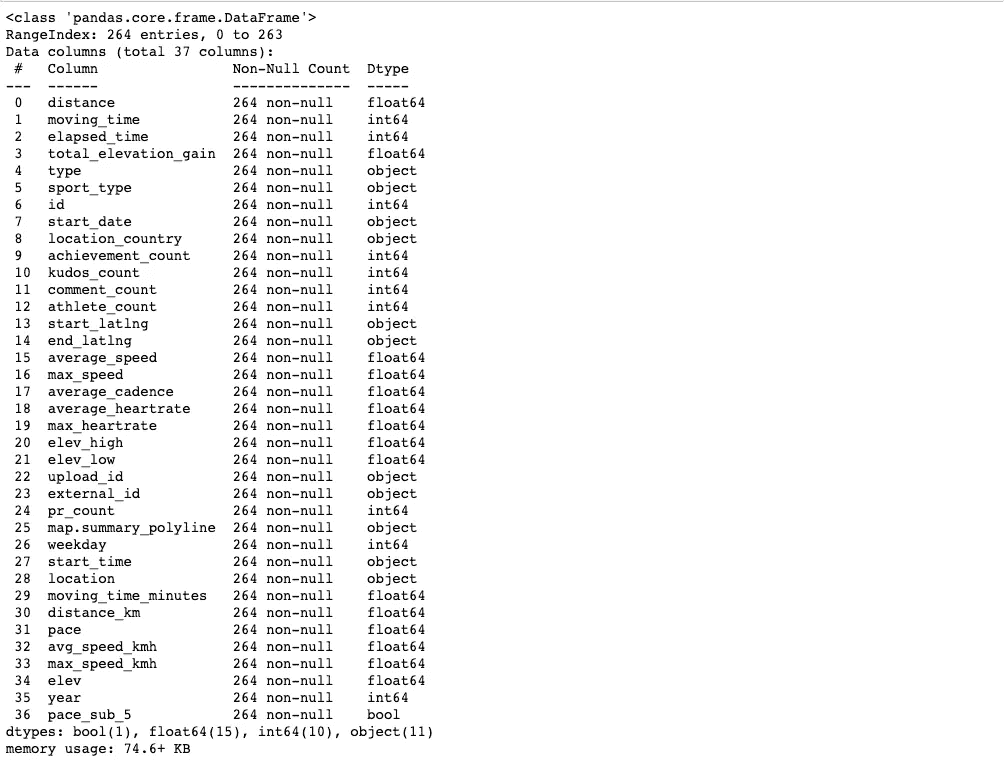 <class 'pandas.core.frame.DataFrame'>
RangeIndex: 264 entries, 0 to 263
Data columns (total 37 columns):
 #   Column                Non-Null Count  Dtype
---  ------                --------------  -----
 0   distance              264 non-null    float64
 1   moving_time           264 non-null    int64
 2   elapsed_time          264 non-null    int64
 3   total_elevation_gain  264 non-null    float64
 4   type                  264 non-null    object
 5   sport_type            264 non-null    object
 6   id                    264 non-null    int64
 7   start_date            264 non-null    object
 8   location_country      264 non-null    object
 9   achievement_count     264 non-null    int64
 10  kudos_count           264 non-null    int64
 11  comment_count         264 non-null    int64
 12  athlete_count         264 non-null    int64
 13  start_latlng          264 non-null    object
 14  end_latlng            264 non-null    object
 15  average_speed         264 non-null    float64
 16  max_speed             264 non-null    float64
 17  average_cadence       264 non-null    float64
 18  average_heartrate     264 non-null    float64
 19  max_heartrate         264 non-null    float64
 20  elev_high             264 non-null    float64
 21  elev_low              264 non-null    float64
 22  upload_id             264 non-null    object
 23  external_id           264 non-null    object
 24  pr_count              264 non-null    int64
 25  map.summary_polyline  264 non-null    object
 26  weekday               264 non-null    int64
 27  start_time            264 non-null    object
 28  location              264 non-null    object
 29  moving_time_minutes   264 non-null    float64
 30  distance_km           264 non-null    float64
 31  pace                  264 non-null    float64
 32  avg_speed_kmh         264 non-null    float64
 33  max_speed_kmh         264 non-null    float64
 34  elev                  264 non-null    float64
 35  year                  264 non-null    int64
 36  pace_sub_5            264 non-null    bool
dtypes: bool(1), float64(15), int64(10), object(11)
memory usage: 74.6+ KB